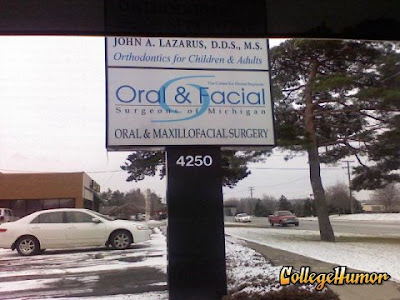 JOHN A. LAZARUS, D.D.S., M.S.
Orthodontics for Children & Adults
Oral & Facial
Surgeons of Michigan
ORAL & MAXILLOFACIAL SURGERY
4250
CollegeHumor